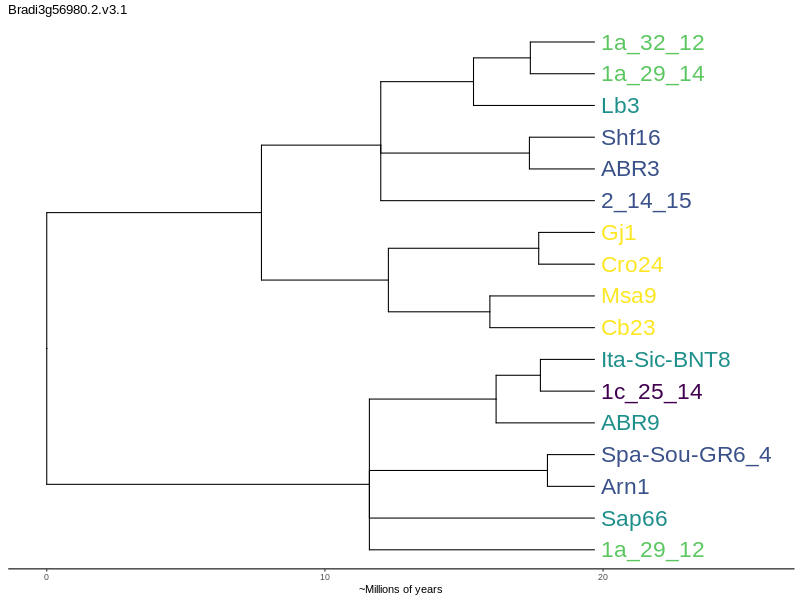 Bradi3g56980.2.v3.1
1a_32_12
1a_29_14
Lb3
Shf16
ABR3
2_14_15
Gj1
Cro24
Msa9
Cb23
Ita-Sic-BNT8
1c_25_14
ABR9
Spa-Sou-GR6_4
Arn1
Sap66
1a_29_12
0 10 20
~Millions of years